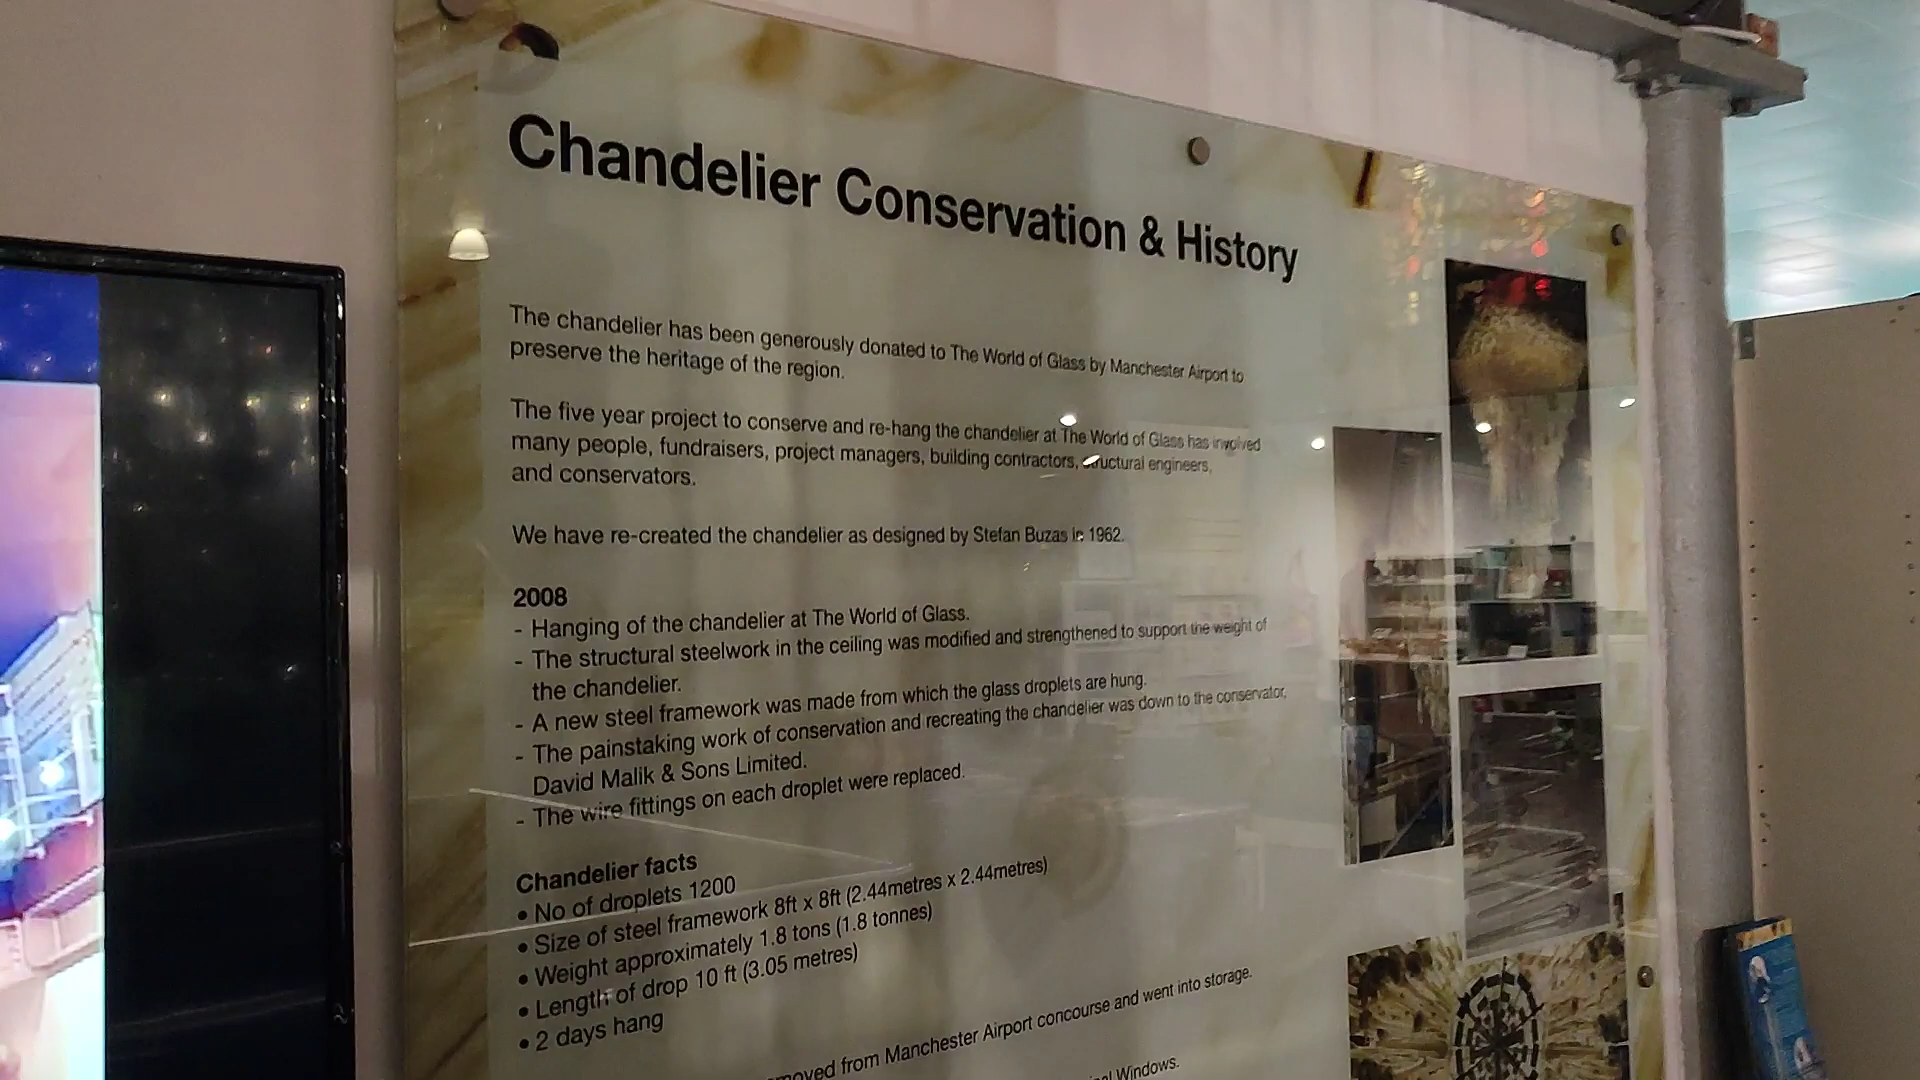 Chandelier Conservation & History
The chandelier has been generously donated to The World of Glass by Manchester Airport to
preserve the heritage of the region.
The five year project to conserve and re-hang the chandelier at The World of Glass has involved
many people, fundraisers, project managers, building contractors, structural engineers,
and conservators.
We have re-created the chandelier as designed by Stefan Buzas in 1962.
2008
- Hanging of the chandelier at The World of Glass.
- The structural steelwork in the ceiling was modified and strengthened to support the weight of
the chandelier.
- A new steel framework was made from which the glass droplets are hung.
- The painstaking work of conservation and recreating the chandelier was down to the conservator,
David Malik & Sons Limited.
- The wire fittings on each droplet were replaced.
Chandelier facts
• No of droplets 1200
• Size of steel framework 8ft x 8ft (2.44metres x 2.44metres)
• Weight approximately 1.8 tons (1.8 tonnes)
• Length of drop 10 ft (3.05 metres)
• 2 days hang
from Manchester Airport concourse and went into storage.
Windows.